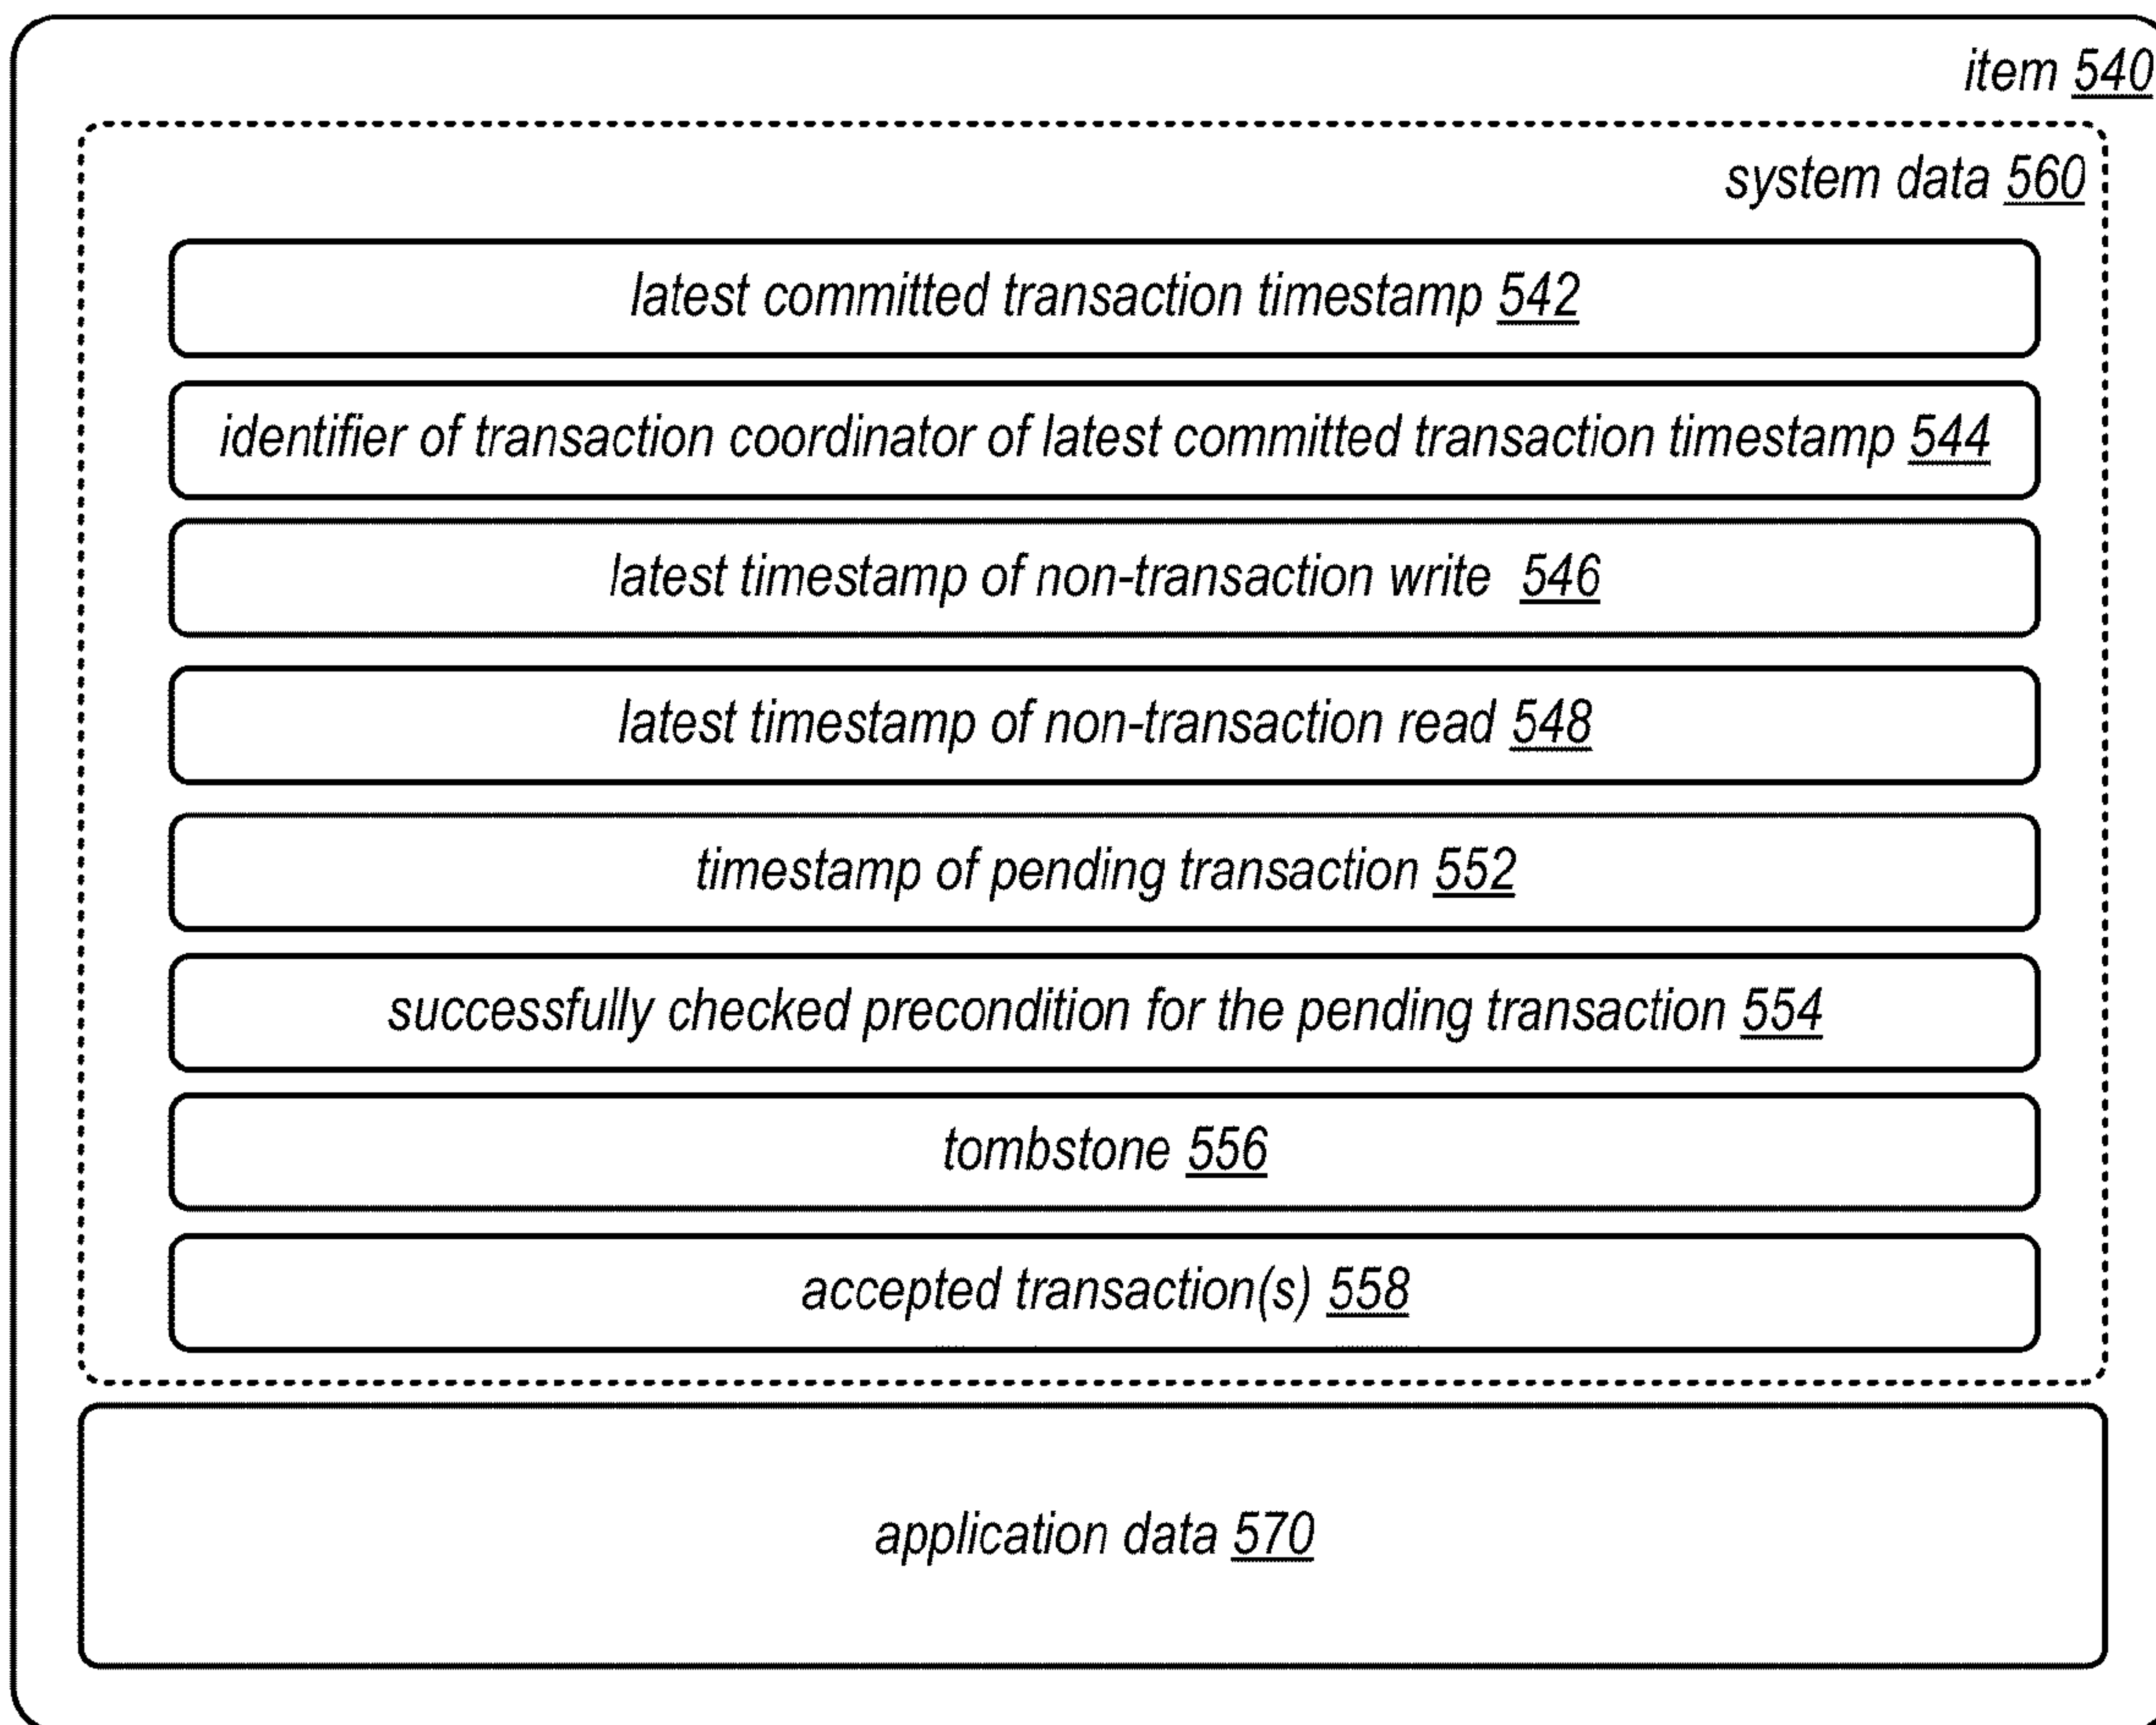 item 540
system data 560
latest committed transaction timestamp 542
identifier of transaction coordinator of latest committed transaction timestamp 544
latest timestamp of non-transaction write 546
latest timestamp of non-transaction read 548
timestamp of pending transaction 552
successfully checked precondition for the pending transaction 554
tombstone 556
accepted transaction(s) 558
application data 570